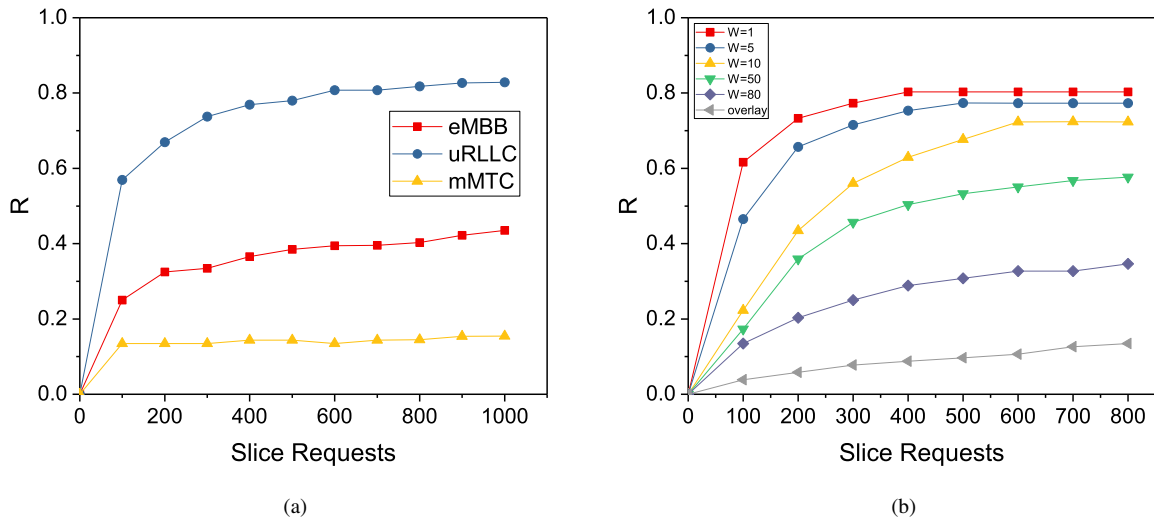 1.0
0.8
0.6
0.4
0.2
0.0
R
0 200 400 600 800 1000
Slice Requests
eMBB
uRLLC
mMTC
(a)
1.0
0.8
0.6
0.4
0.2
0.0
R
0 100 200 300 400 500 600 700 800
Slice Requests
W=1
W=5
W=10
W=50
W=80
overlay
(b)